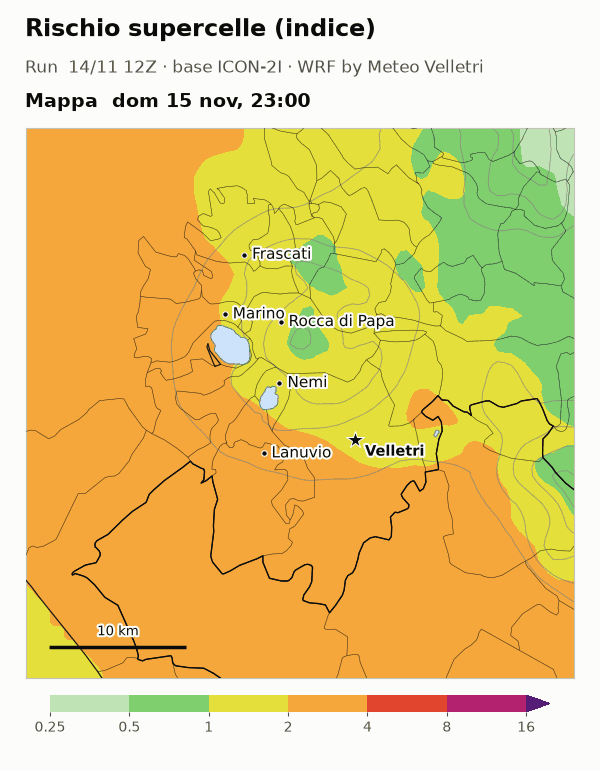 Rischio supercelle (indice)
Run  14/11 12Z · base ICON-2I · WRF by Meteo Velletri
Mappa  dom 15 nov, 23:00
Frascati
Marino
Rocca di Papa
Nemi
Velletri
Lanuvio
10 km
0.25 0.5 1 2 4 8 16